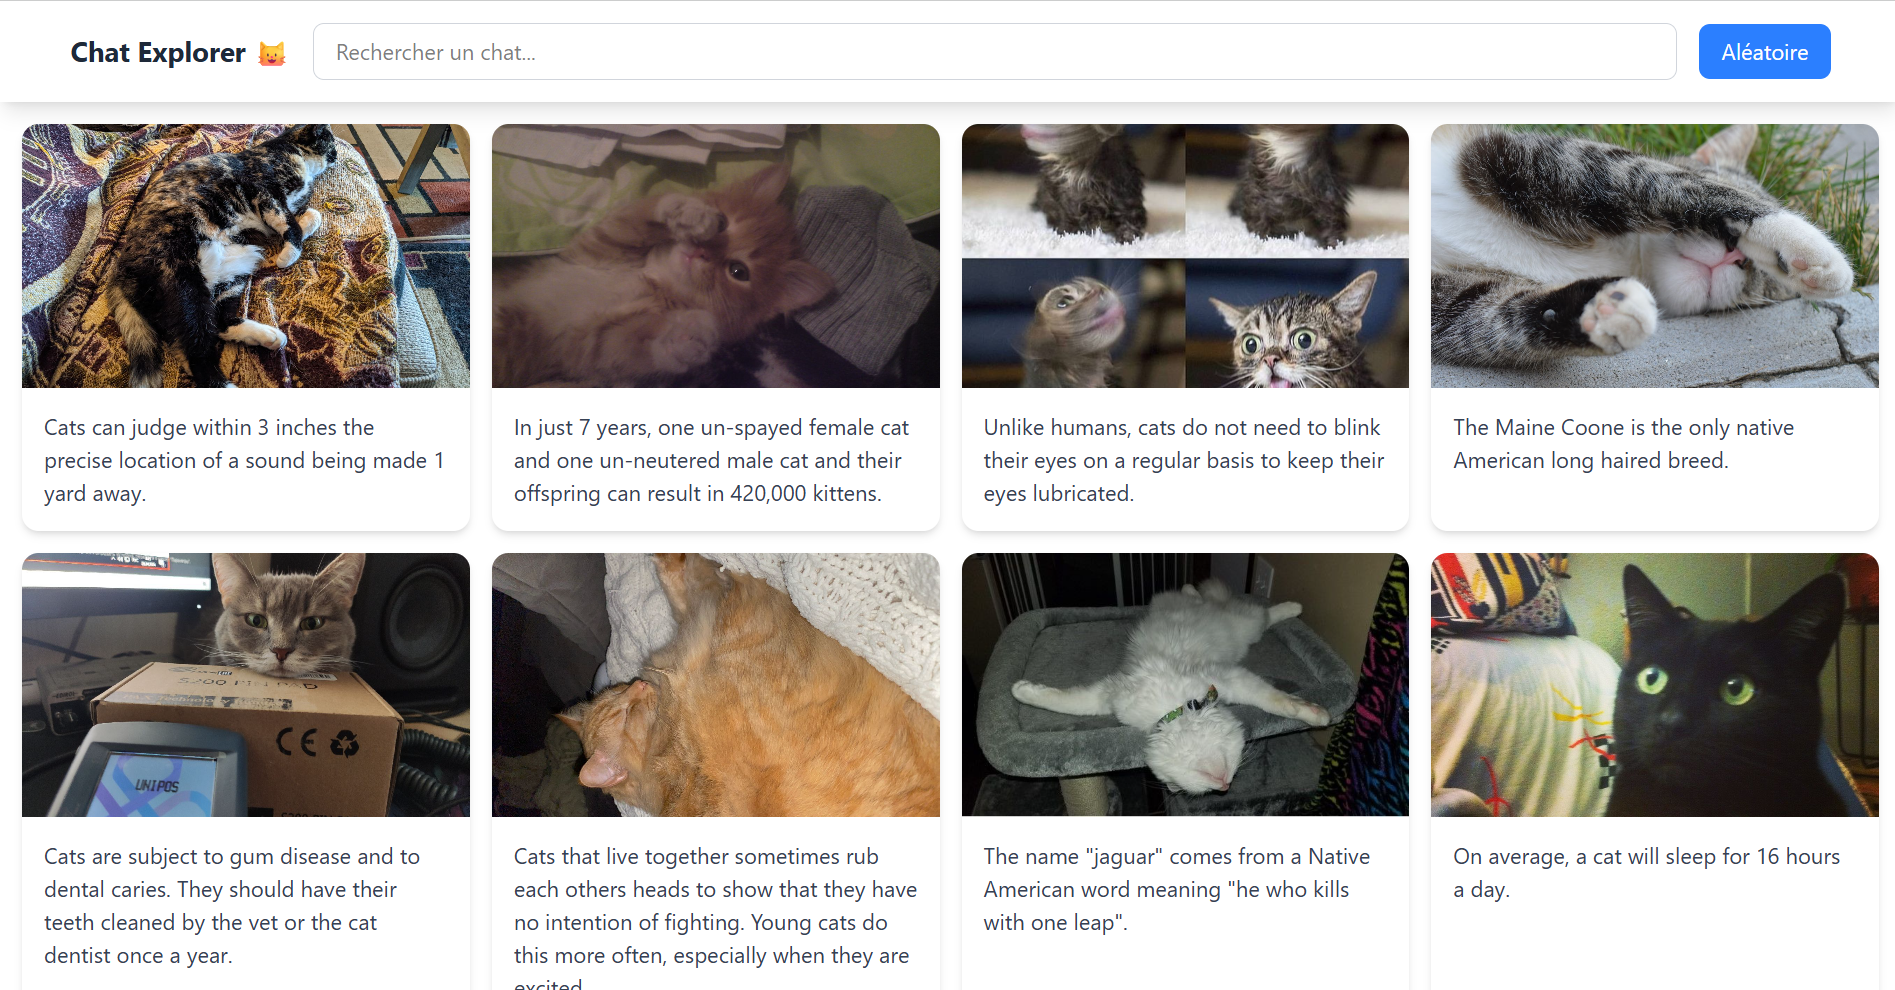 Chat Explorer 😺
Rechercher un chat...
Aléatoire
Cats can judge within 3 inches the
precise location of a sound being made 1
yard away.
In just 7 years, one un-spayed female cat
and one un-neutered male cat and their
offspring can result in 420,000 kittens.
Unlike humans, cats do not need to blink
their eyes on a regular basis to keep their
eyes lubricated.
The Maine Coone is the only native
American long haired breed.
CE
UNIPOS
Cats are subject to gum disease and to
dental caries. They should have their
teeth cleaned by the vet or the cat
dentist once a year.
Cats that live together sometimes rub
each others heads to show that they have
no intention of fighting. Young cats do
this more often, especially when they are
excited
The name "jaguar" comes from a Native
American word meaning "he who kills
with one leap".
On average, a cat will sleep for 16 hours
a day.